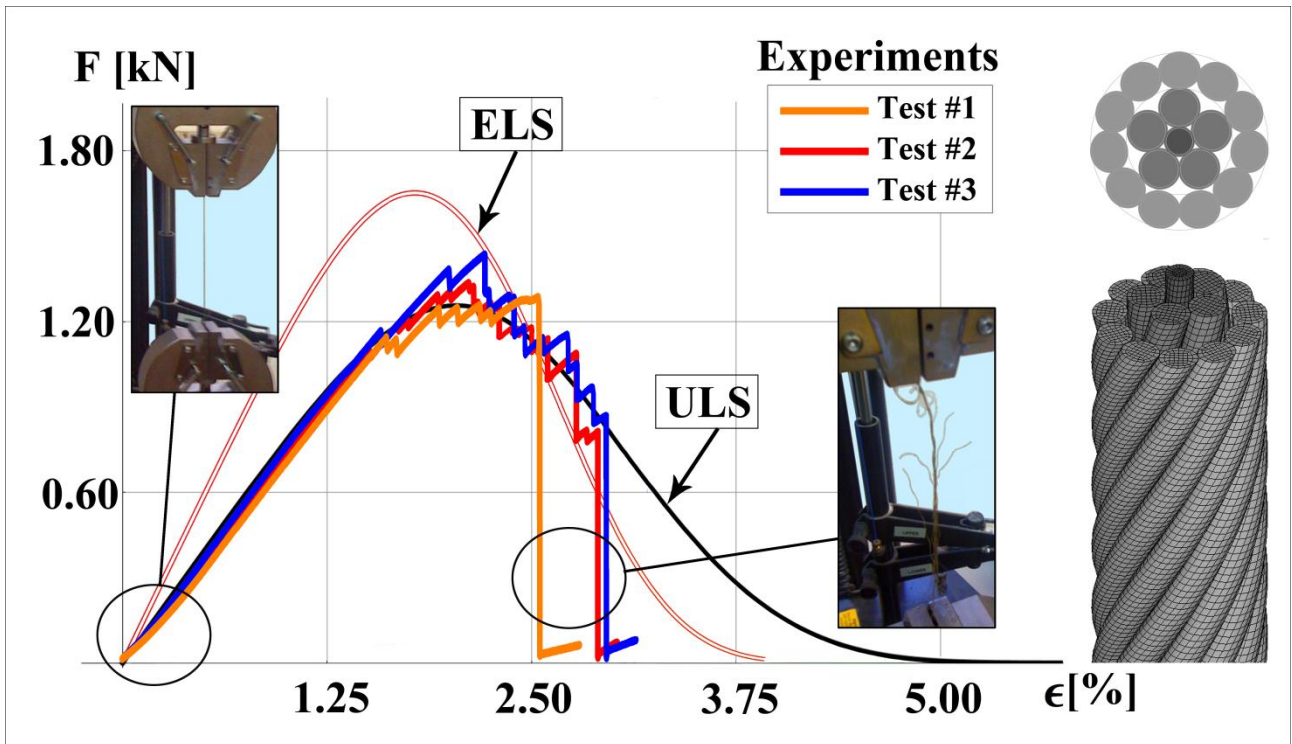 F [kN]
Experiments
Test #1
Test #2
Test #3
ELS
ULS
1.80
1.20
0.60
1.25
2.50
3.75
5.00
ϵ[%]
UPPER